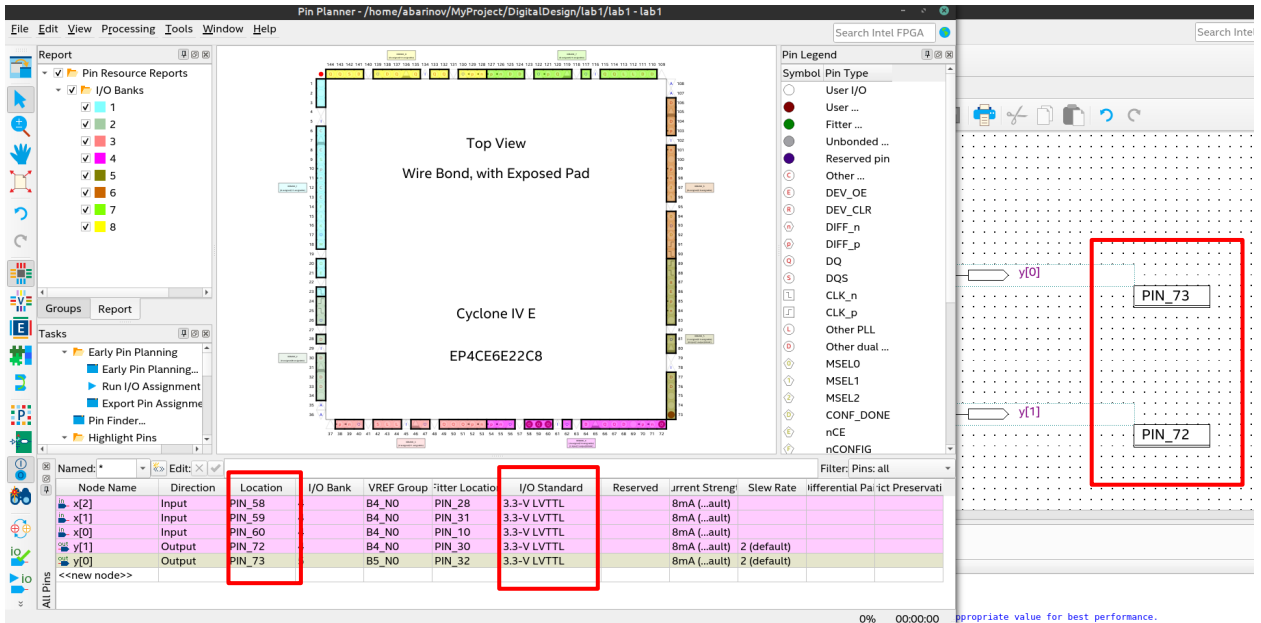 Pin Planner - /home/abarinov/MyProject/DigitalDesign/lab1/lab1 - lab1
File Edit View Processing Tools Window Help
Search Intel FPGA
Search Inte
Report
Pin Resource Reports
I/O Banks
1
2
3
4
5
6
7
8
Groups Report
Tasks
Early Pin Planning
Early Pin Planning...
Run I/O Assignment
Export Pin Assignme
Pin Finder...
Highlight Pins
Top View
Wire Bond, with Exposed Pad
Cyclone IV E
EP4CE6E22C8
Pin Legend
Symbol Pin Type
User I/O
User ...
Fitter ...
Unbonded ...
Reserved pin
Other ...
DEV_OE
DEV_CLR
DIFF_n
DIFF_p
DQ
DQS
CLK_n
CLK_p
Other PLL
Other dual ...
MSEL0
MSEL1
MSEL2
CONF_DONE
nCE
nCONFIG
y[0]
PIN_73
y[1]
PIN_72
Named: * Edit: Filter: Pins: all
Node Name Direction Location I/O Bank VREF Group Fitter Location I/O Standard Reserved urrent Strengt Slew Rate ifferential Pa ict Preservati
x[2] Input PIN_58 B4_N0 PIN_28 3.3-V LVTTL 8mA (...ault)
x[1] Input PIN_59 B4_N0 PIN_31 3.3-V LVTTL 8mA (...ault)
x[0] Input PIN_60 B4_N0 PIN_10 3.3-V LVTTL 8mA (...ault)
y[1] Output PIN_72 B4_N0 PIN_30 3.3-V LVTTL 8mA (...ault) 2 (default)
y[0] Output PIN_73 B5_N0 PIN_32 3.3-V LVTTL 8mA (...ault) 2 (default)
<<new node>>
All Pins
0% 00:00:00
ppropriate value for best performance.